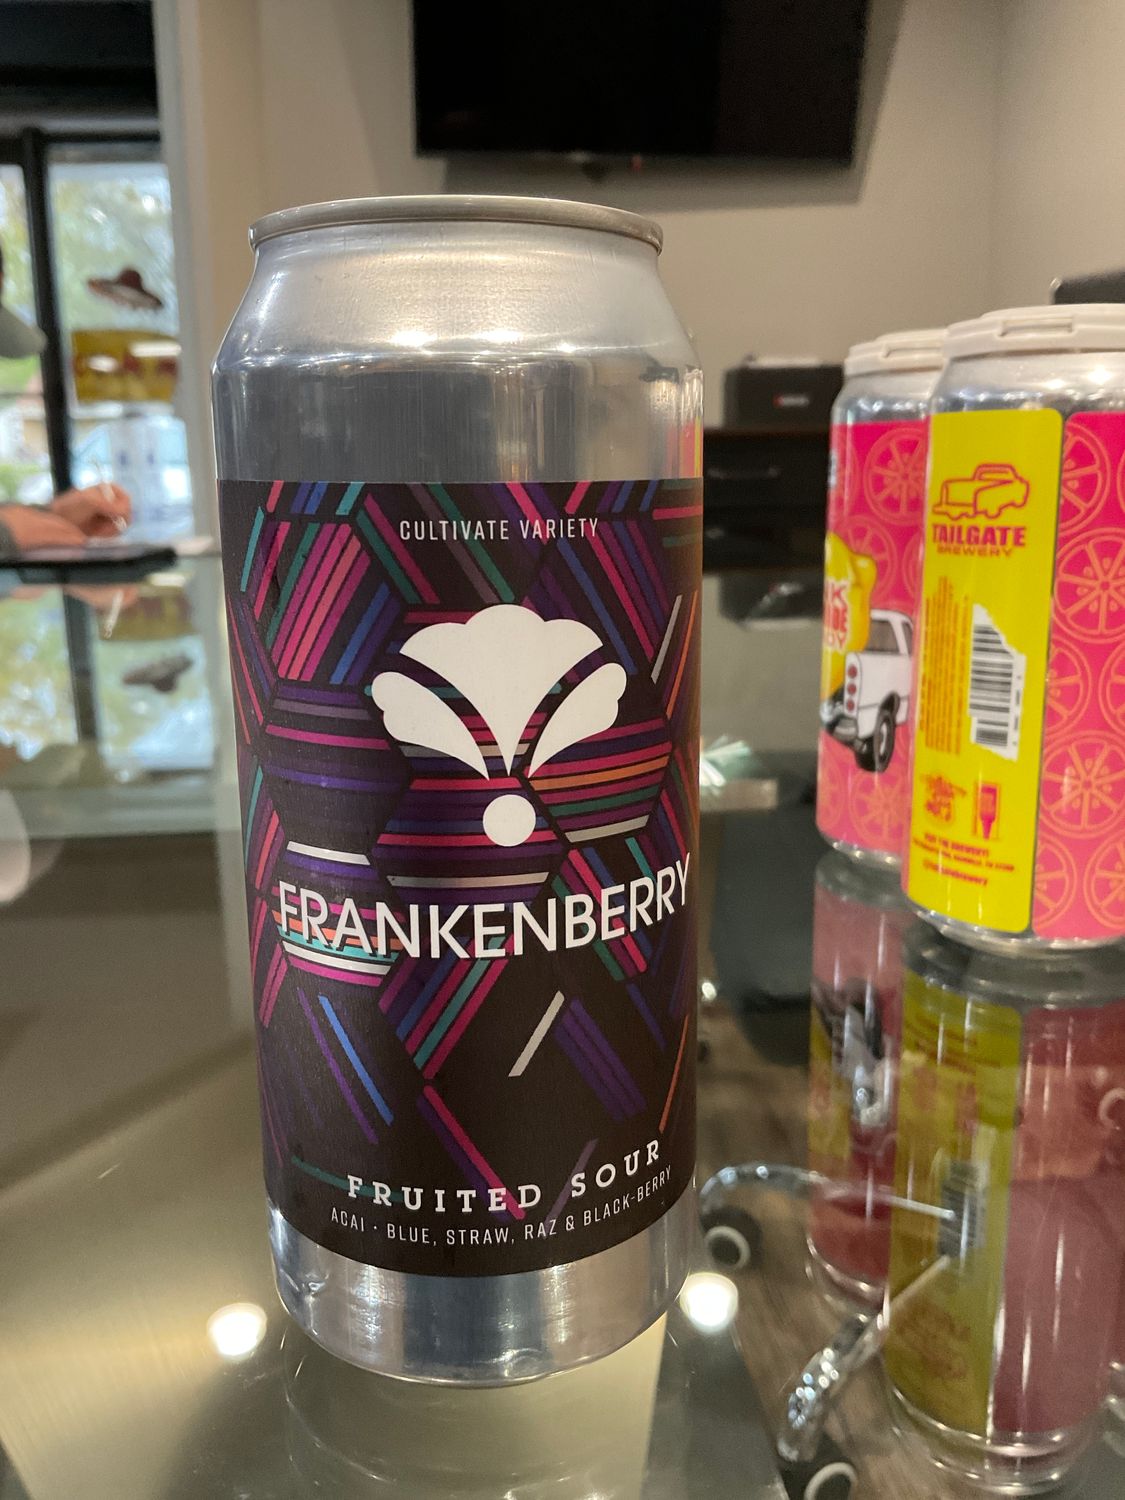 CULTIVATE VARIETY
FRANKENBERRY
FRUITED SOUR
ACAI • BLUE, STRAW, RAZ & BLACK-BERRY
TAILGATE
BREWERY